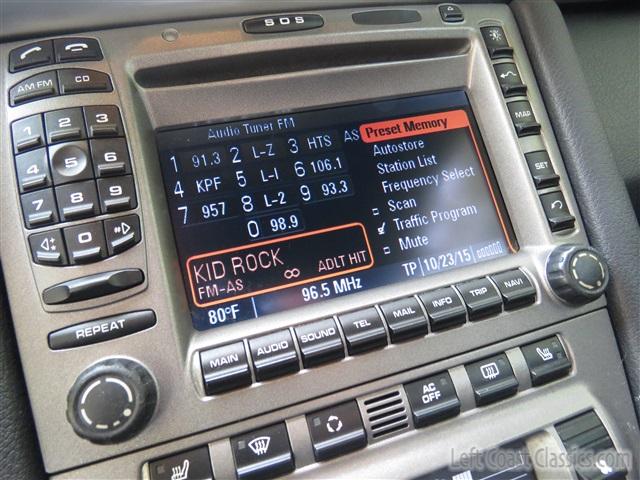 SOS
AM FM CD
1 2 3
4 5 6
7 8 9
0
REPEAT
Audio Tuner FM
1 91.3 2 L-Z 3 HTS AS
4 KPF 5 L-I 6 106.1
7 957 8 L-2 9 93.3
0 98.9
KID ROCK
FM-AS ∞ ADLT HIT
80°F 96.5 MHz TP 10/23/15
Preset Memory
Autostore
Station List
Frequency Select
Scan
Traffic Program
Mute
MAP
SET
MAIN AUDIO SOUND TEL MAIL INFO TRIP NAVI
AC
OFF
Left Coast Classics.com